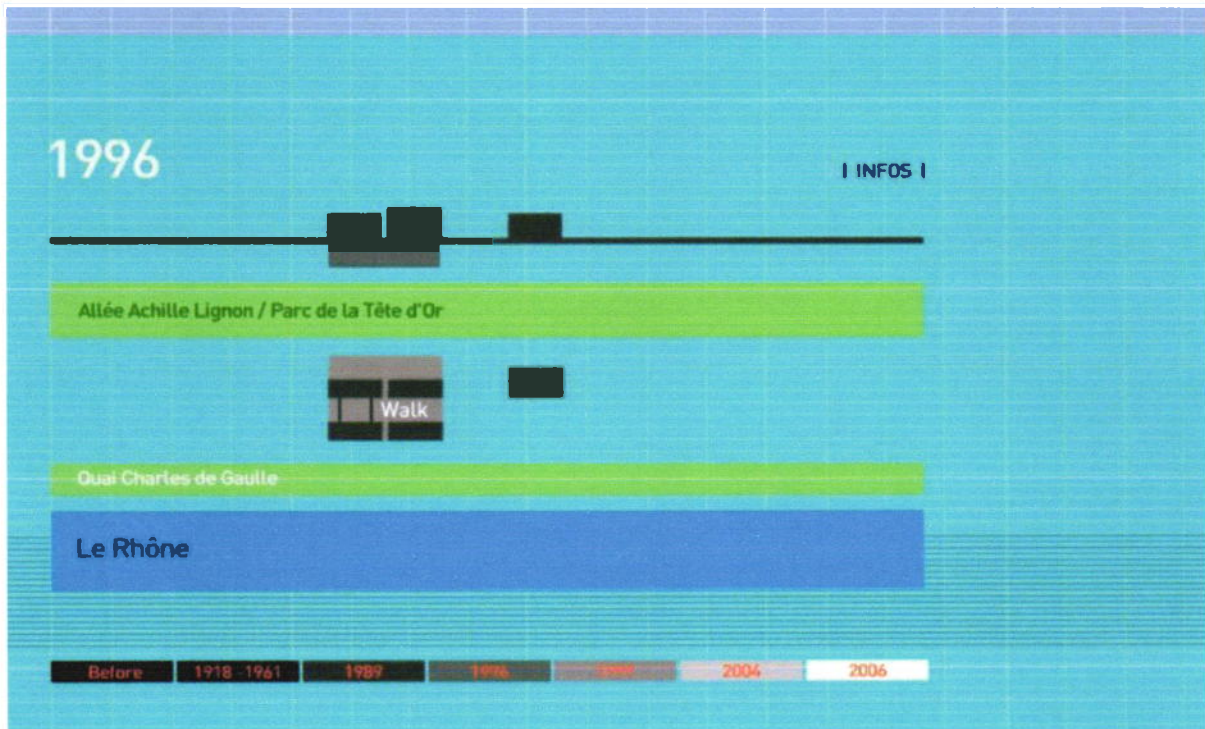 1996
I INFOS I
Allée Achille Lignon / Parc de la Tête d'Or
Walk
Quai Charles de Gaulle
Le Rhône
Before 1918 -1961 1989 1996 2004 2006